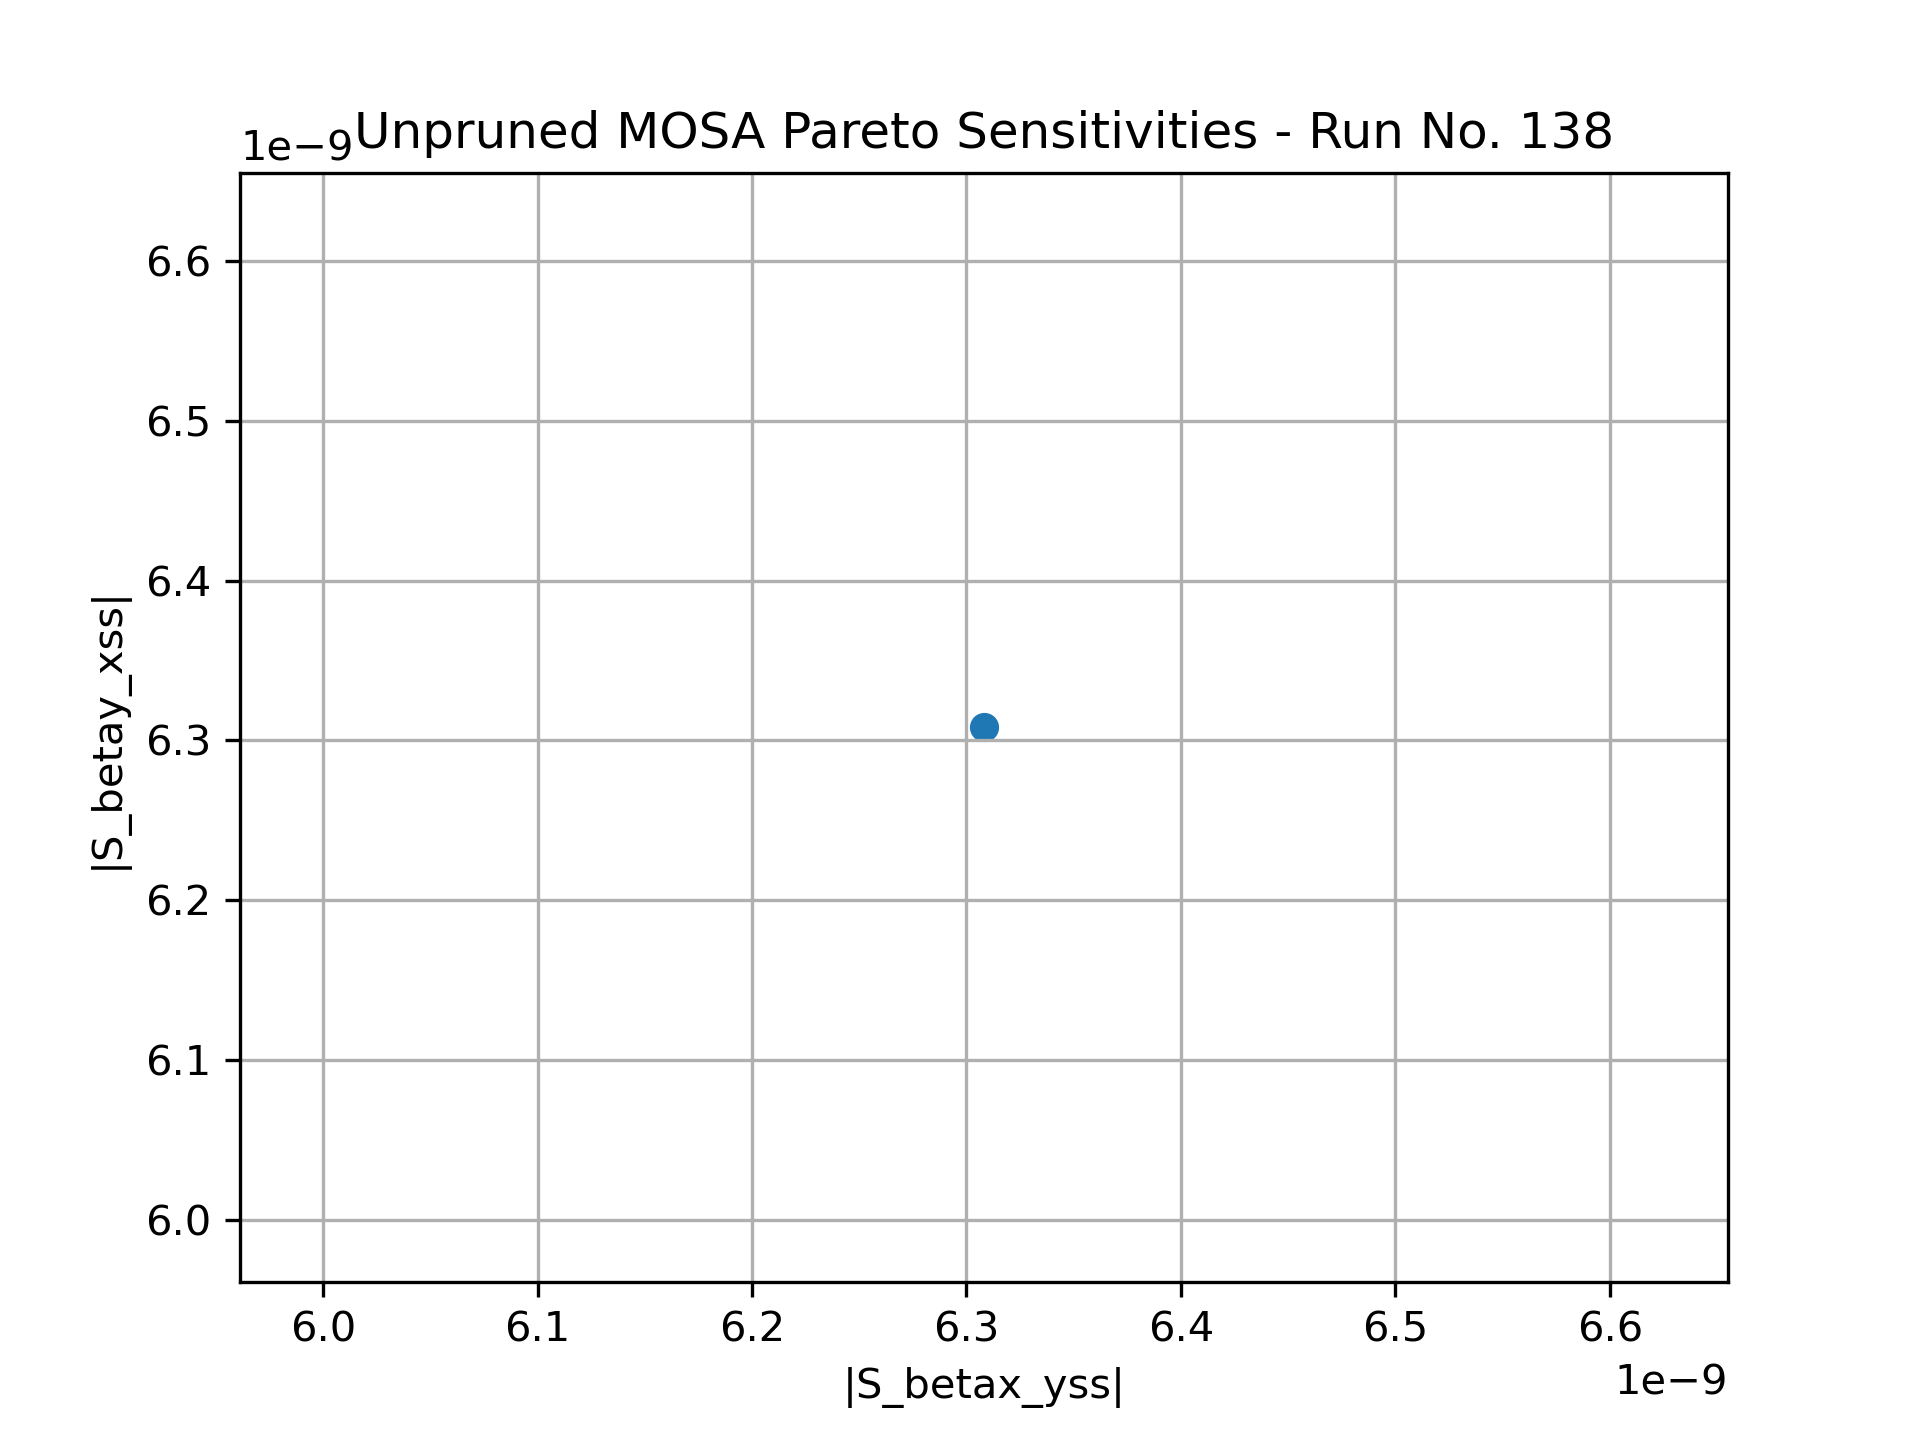 Unpruned MOSA Pareto Sensitivities - Run No. 138
1e−9
6.6
6.5
6.4
6.3
6.2
6.1
6.0
|S_betay_xss|
6.0 6.1 6.2 6.3 6.4 6.5 6.6
1e−9
|S_betax_yss|